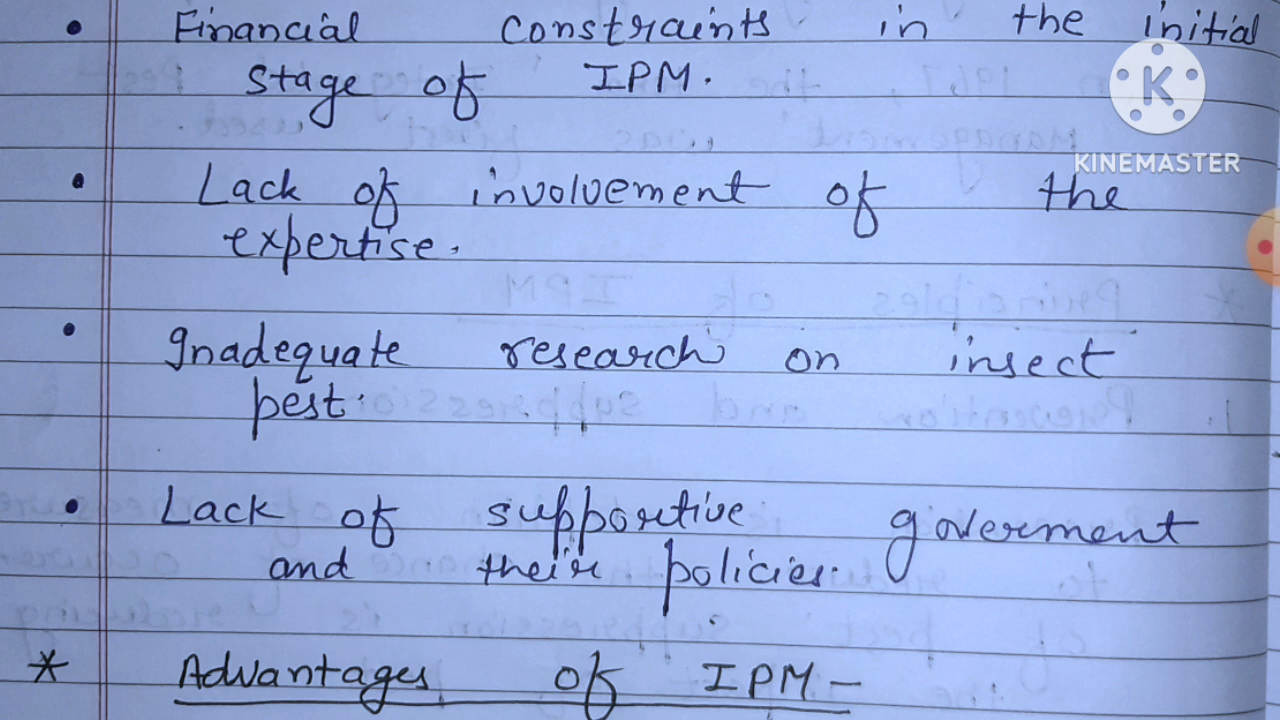 • Financial constraints in the initial
stage of IPM.
K
KINEMASTER
• Lack of involvement of the
expertise.
• Inadequate research on insect
pest.
• Lack of supportive goverment
and their policies.
* Advantages of IPM -